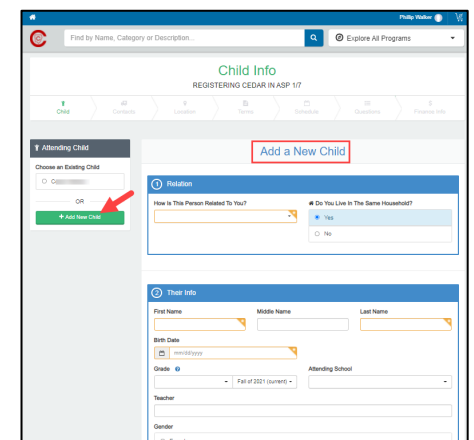 Phillip Walker
Find by Name, Category or Description...
Explore All Programs
Child Info
REGISTERING CEDAR IN ASP 1/7
Child
Contacts
Location
Terms
Schedule
Questions
Finance Info
Attending Child
Choose an Existing Child
OR
+ Add New Child
Add a New Child
1 Relation
How Is This Person Related To You?
Do You Live In The Same Household?
Yes
No
2 Their Info
First Name
Middle Name
Last Name
Birth Date
mm/dd/yyyy
Grade
Attending School
Fall of 2021 (current)
Teacher
Gender